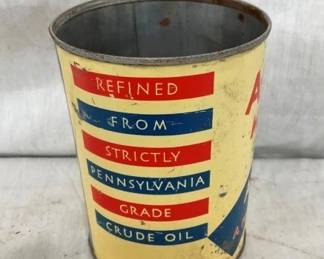 REFINED
FROM
STRICTLY
PENNSYLVANIA
GRADE
CRUDE OIL